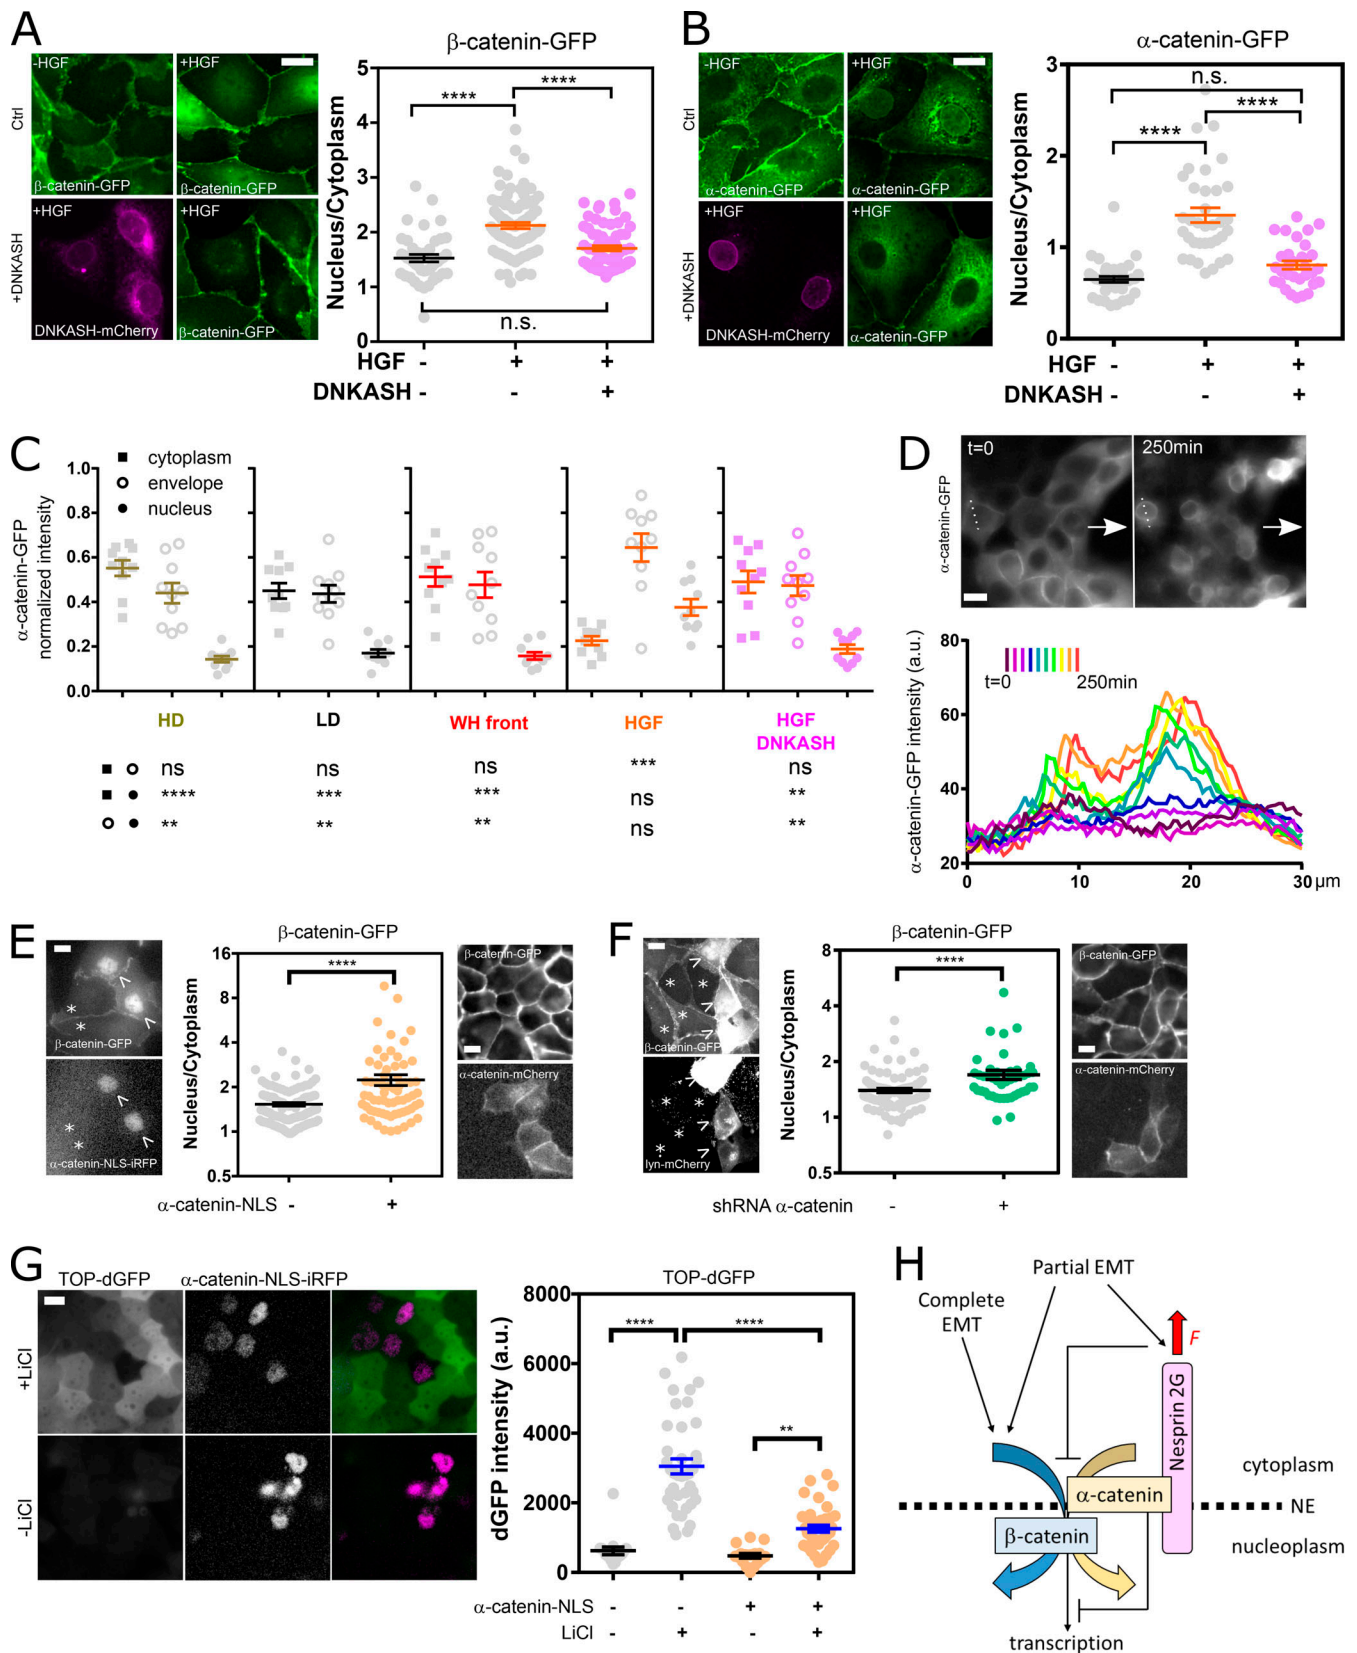 A
β-catenin-GFP
-HGF
+HGF
Ctrl
β-catenin-GFP
β-catenin-GFP
+HGF
+HGF
+DNKASH
DNKASH-mCherry
β-catenin-GFP
Nucleus/Cytoplasm
5
4
3
2
1
0
****
****
n.s.
HGF - + +
DNKASH - - +
B
α-catenin-GFP
-HGF
+HGF
Ctrl
α-catenin-GFP
α-catenin-GFP
+HGF
+HGF
+DNKASH
DNKASH-mCherry
α-catenin-GFP
Nucleus/Cytoplasm
3
2
1
0
n.s.
****
****
HGF - + +
DNKASH - - +
C
cytoplasm
envelope
nucleus
α-catenin-GFP
normalized intensity
1.0
0.8
0.6
0.4
0.2
0.0
HD LD WH front HGF HGF
DNKASH
ns ns ns *** ns
**** *** *** ns **
** ** ** ns **
D
t=0
250min
α-catenin-GFP
α-catenin-GFP intensity (a.u.)
80
60
40
20
t=0
250min
0 10 20 30 µm
E
β-catenin-GFP
* *
β-catenin-GFP
* *
α-catenin-NLS-iRFP
Nucleus/Cytoplasm
16
8
4
2
1
0.5
****
α-catenin-NLS - +
β-catenin-GFP
α-catenin-mCherry
F
β-catenin-GFP
* * *
β-catenin-GFP
* * *
lyn-mCherry
Nucleus/Cytoplasm
8
4
2
1
0.5
****
shRNA α-catenin - +
β-catenin-GFP
α-catenin-mCherry
G
TOP-dGFP
α-catenin-NLS-iRFP
+LiCl
-LiCl
TOP-dGFP
dGFP intensity (a.u.)
8000
6000
4000
2000
0
****
****
**
α-catenin-NLS - - + +
LiCl - + - +
H
Partial EMT
Complete
EMT
F
Nesprin 2G
cytoplasm
α-catenin
NE
β-catenin
nucleoplasm
transcription